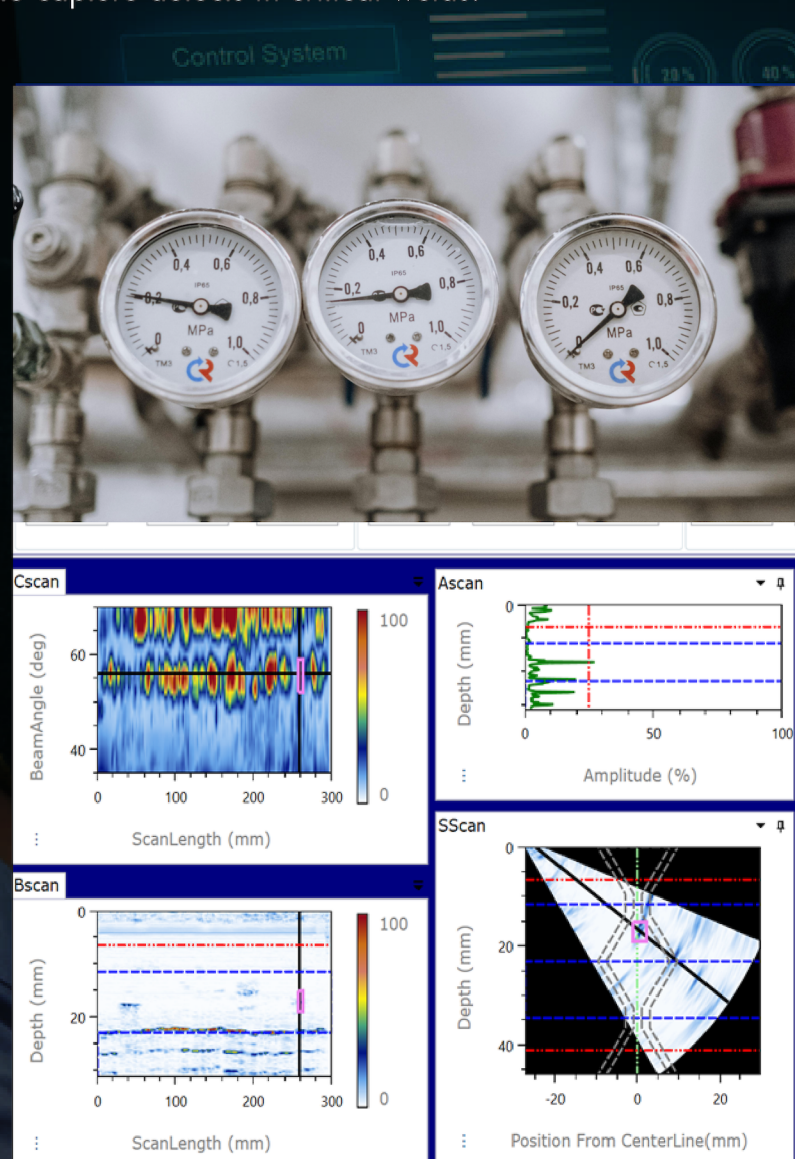 Control System
20%
40%
0,4 0,6
IP65
0,2 0,8
MPa
0 1,0
TM3 1,5
0,4 0,6
IP65
0,2 0,8
MPa
0 1,0
TM3 1,5
0,4 0,6
IP65
0,2 0,8
MPa
0 1,0
TM3 1,5
Cscan
100
60
BeamAngle (deg)
40
0
0 100 200 300
ScanLength (mm)
Ascan
0
Depth (mm)
0 50 100
Amplitude (%)
Bscan
0
100
Depth (mm)
20
0
0 100 200 300
ScanLength (mm)
SScan
0
20
Depth (mm)
40
-20 0 20
Position From CenterLine(mm)